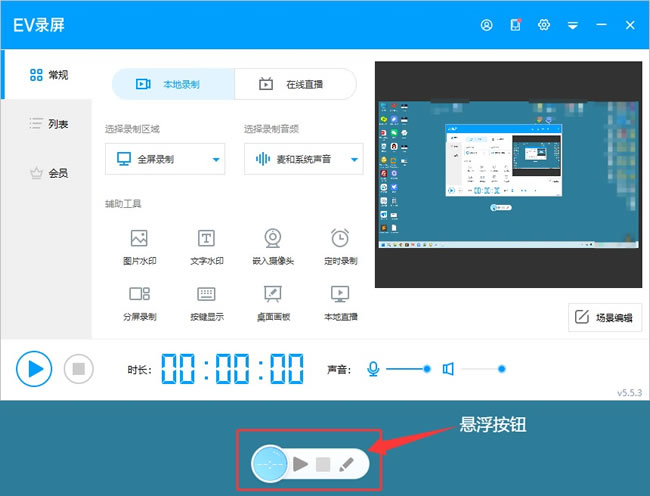 EV录屏
常规
列表
会员
本地录制
在线直播
选择录制区域
选择录制音频
全屏录制
麦和系统声音
辅助工具
图片水印
文字水印
嵌入摄像头
定时录制
分屏录制
按键显示
桌面画板
本地直播
场景编辑
时长:
00:00:00
声音:
v5.5.3
悬浮按钮